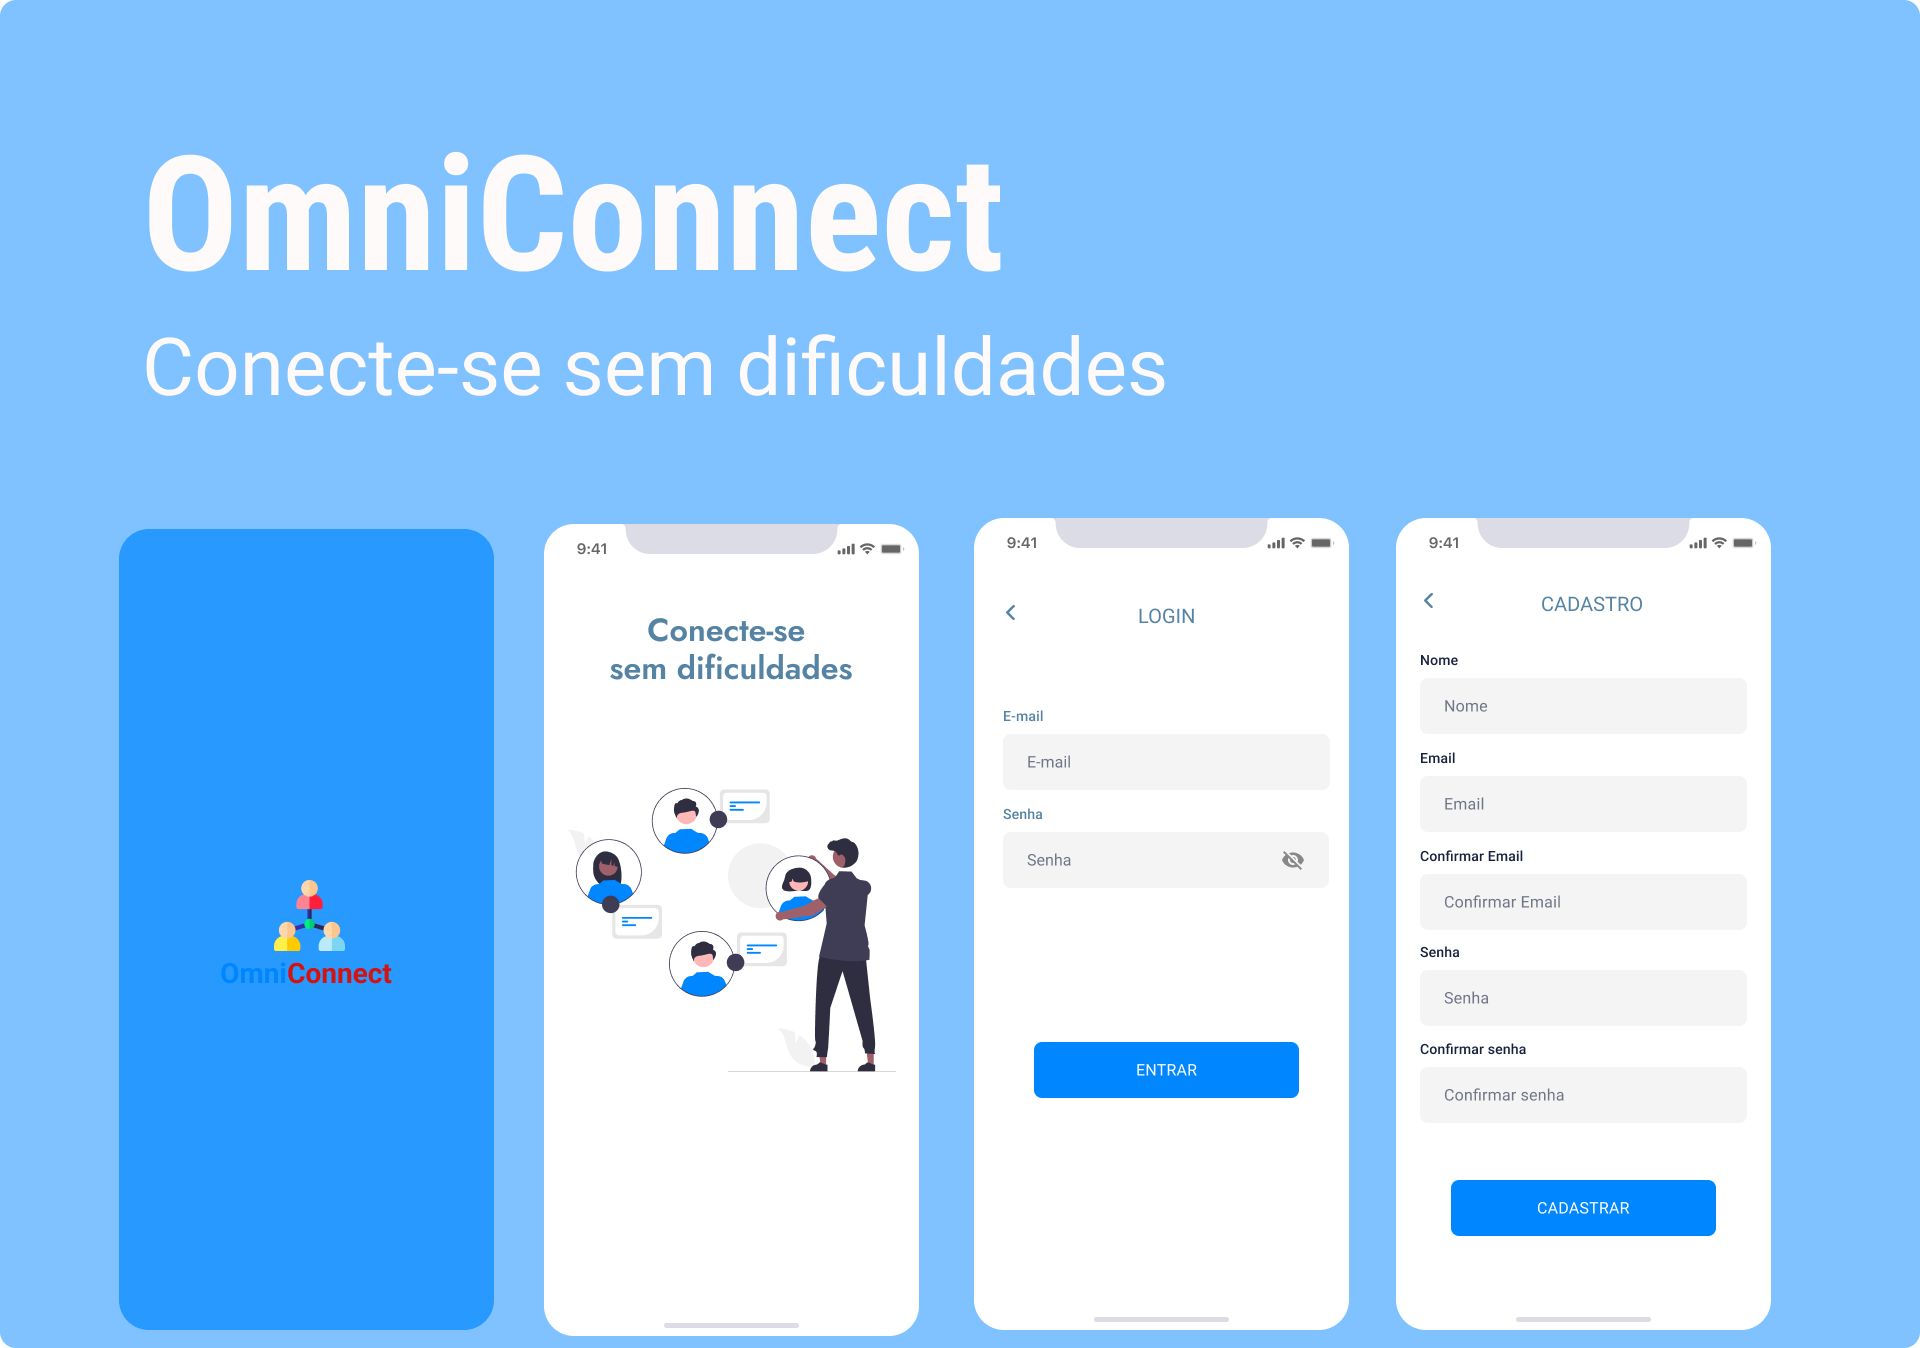 OmniConnect
Conecte-se sem dificuldades
OmniConnect
9:41
Conecte-se
sem dificuldades
9:41
LOGIN
E-mail
E-mail
Senha
Senha
ENTRAR
9:41
CADASTRO
Nome
Nome
Email
Email
Confirmar Email
Confirmar Email
Senha
Senha
Confirmar senha
Confirmar senha
CADASTRAR